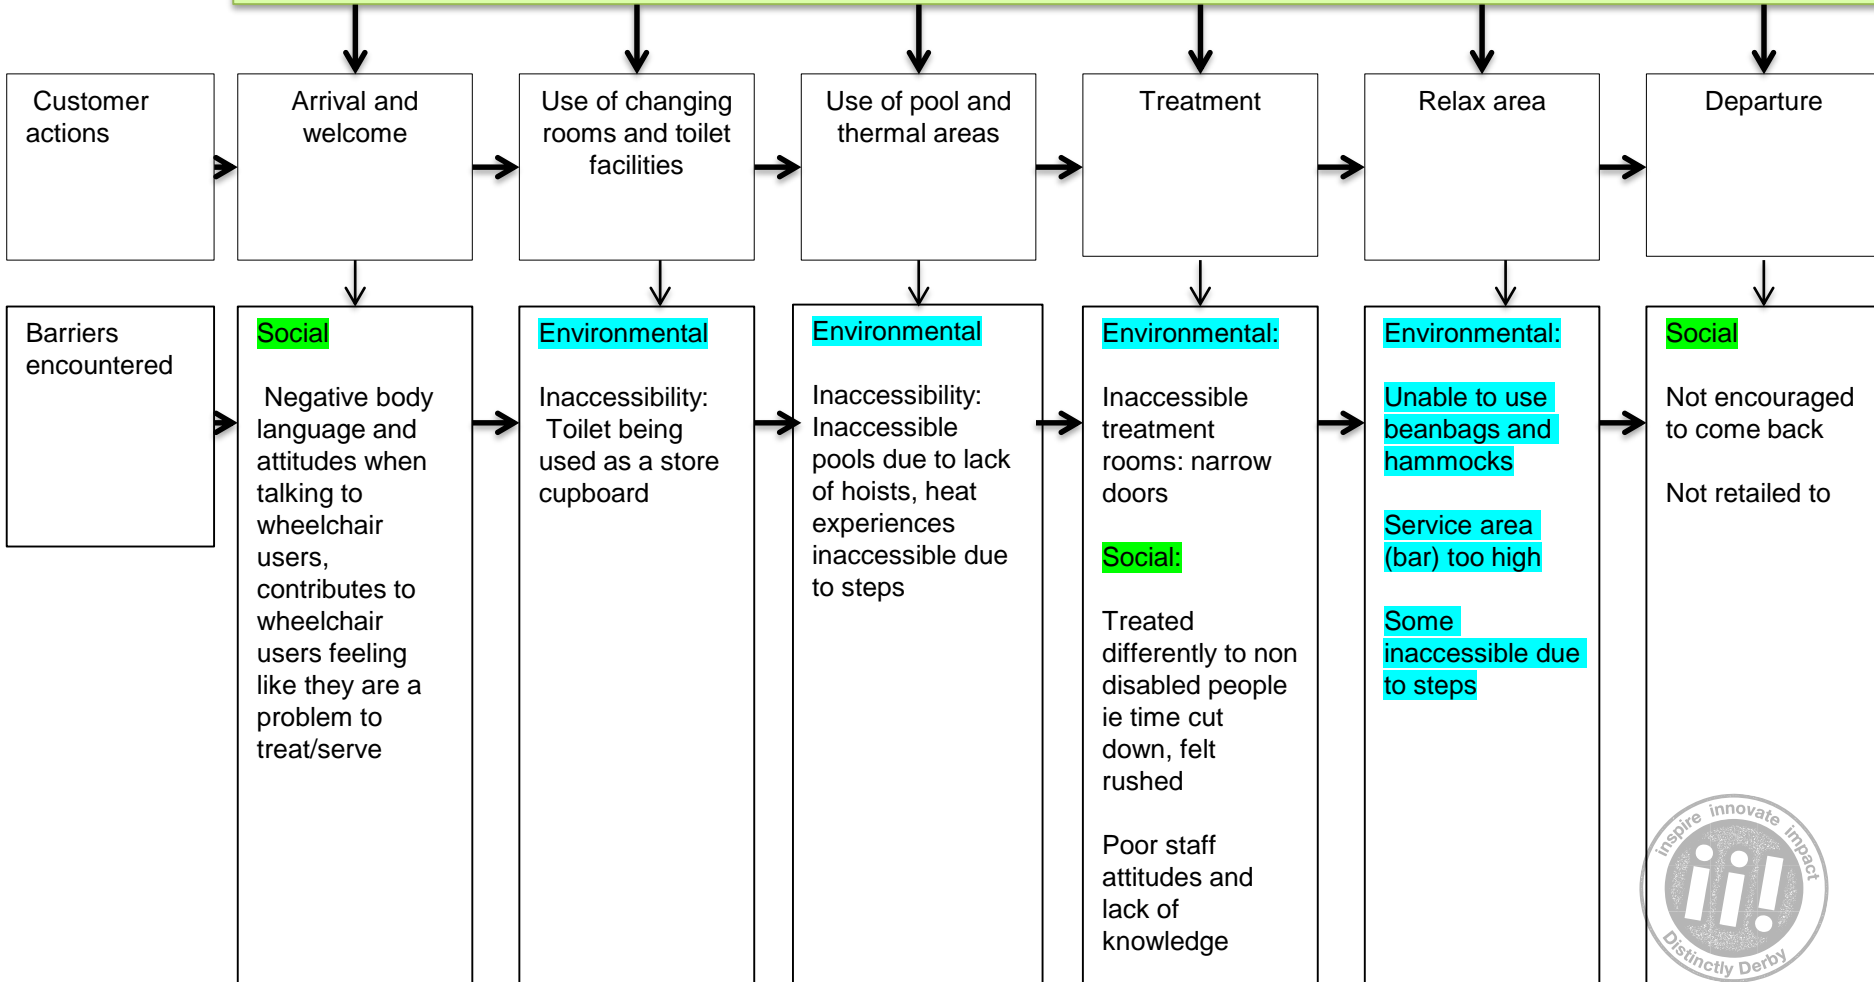 Customer
actions
Arrival and
welcome
Use of changing
rooms and toilet
facilities
Use of pool and
thermal areas
Treatment
Relax area
Departure
Barriers
encountered
Social
Negative body
language and
attitudes when
talking to
wheelchair
users,
contributes to
wheelchair
users feeling
like they are a
problem to
treat/serve
Environmental
Inaccessibility:
Toilet being
used as a store
cupboard
Environmental
Inaccessibility:
Inaccessible
pools due to lack
of hoists, heat
experiences
inaccessible due
to steps
Environmental:
Inaccessible
treatment
rooms: narrow
doors
Social:
Treated
differently to non
disabled people
ie time cut
down, felt
rushed
Poor staff
attitudes and
lack of
knowledge
Environmental:
Unable to use
beanbags and
hammocks
Service area
(bar) too high
Some
inaccessible due
to steps
Social
Not encouraged
to come back
Not retailed to
inspire innovate impact
iii!
Distinctly Derby